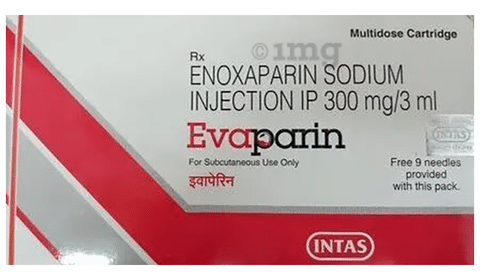 Multidose Cartridge
©1mg
Rx
ENOXAPARIN SODIUM
INJECTION IP 300 mg/3 ml
Evaparin
INTAS
For Subcutaneous Use Only
Free 9 needles
provided
with this pack.
इवापेरिन
INTAS